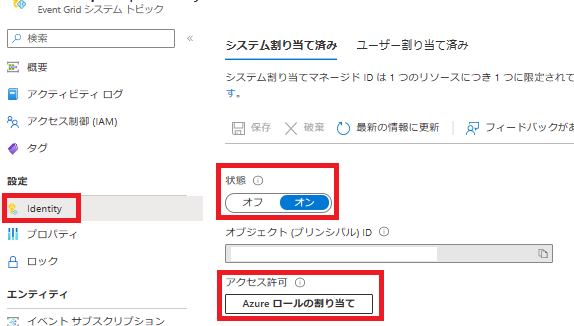 Event Grid システム トピック
検索
«
概要
アクティビティ ログ
アクセス制御 (IAM)
タグ
設定
Identity
プロパティ
ロック
エンティティ
イベント サブスクリプション
システム割り当て済み
ユーザー割り当て済み
システム割り当てマネージド ID は 1 つのリソースにつき 1 つに限定されて
す。
保存
破棄
最新の情報に更新
フィードバックがあ
状態
オフ
オン
オブジェクト (プリンシパル) ID
アクセス許可
Azure ロールの割り当て